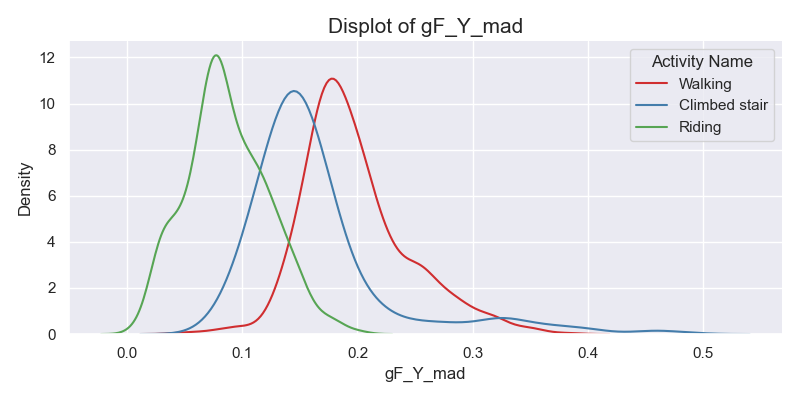 Displot of gF_Y_mad
Activity Name
Walking
Climbed stair
Riding
Density
12
10
8
6
4
2
0
0.0 0.1 0.2 0.3 0.4 0.5
gF_Y_mad